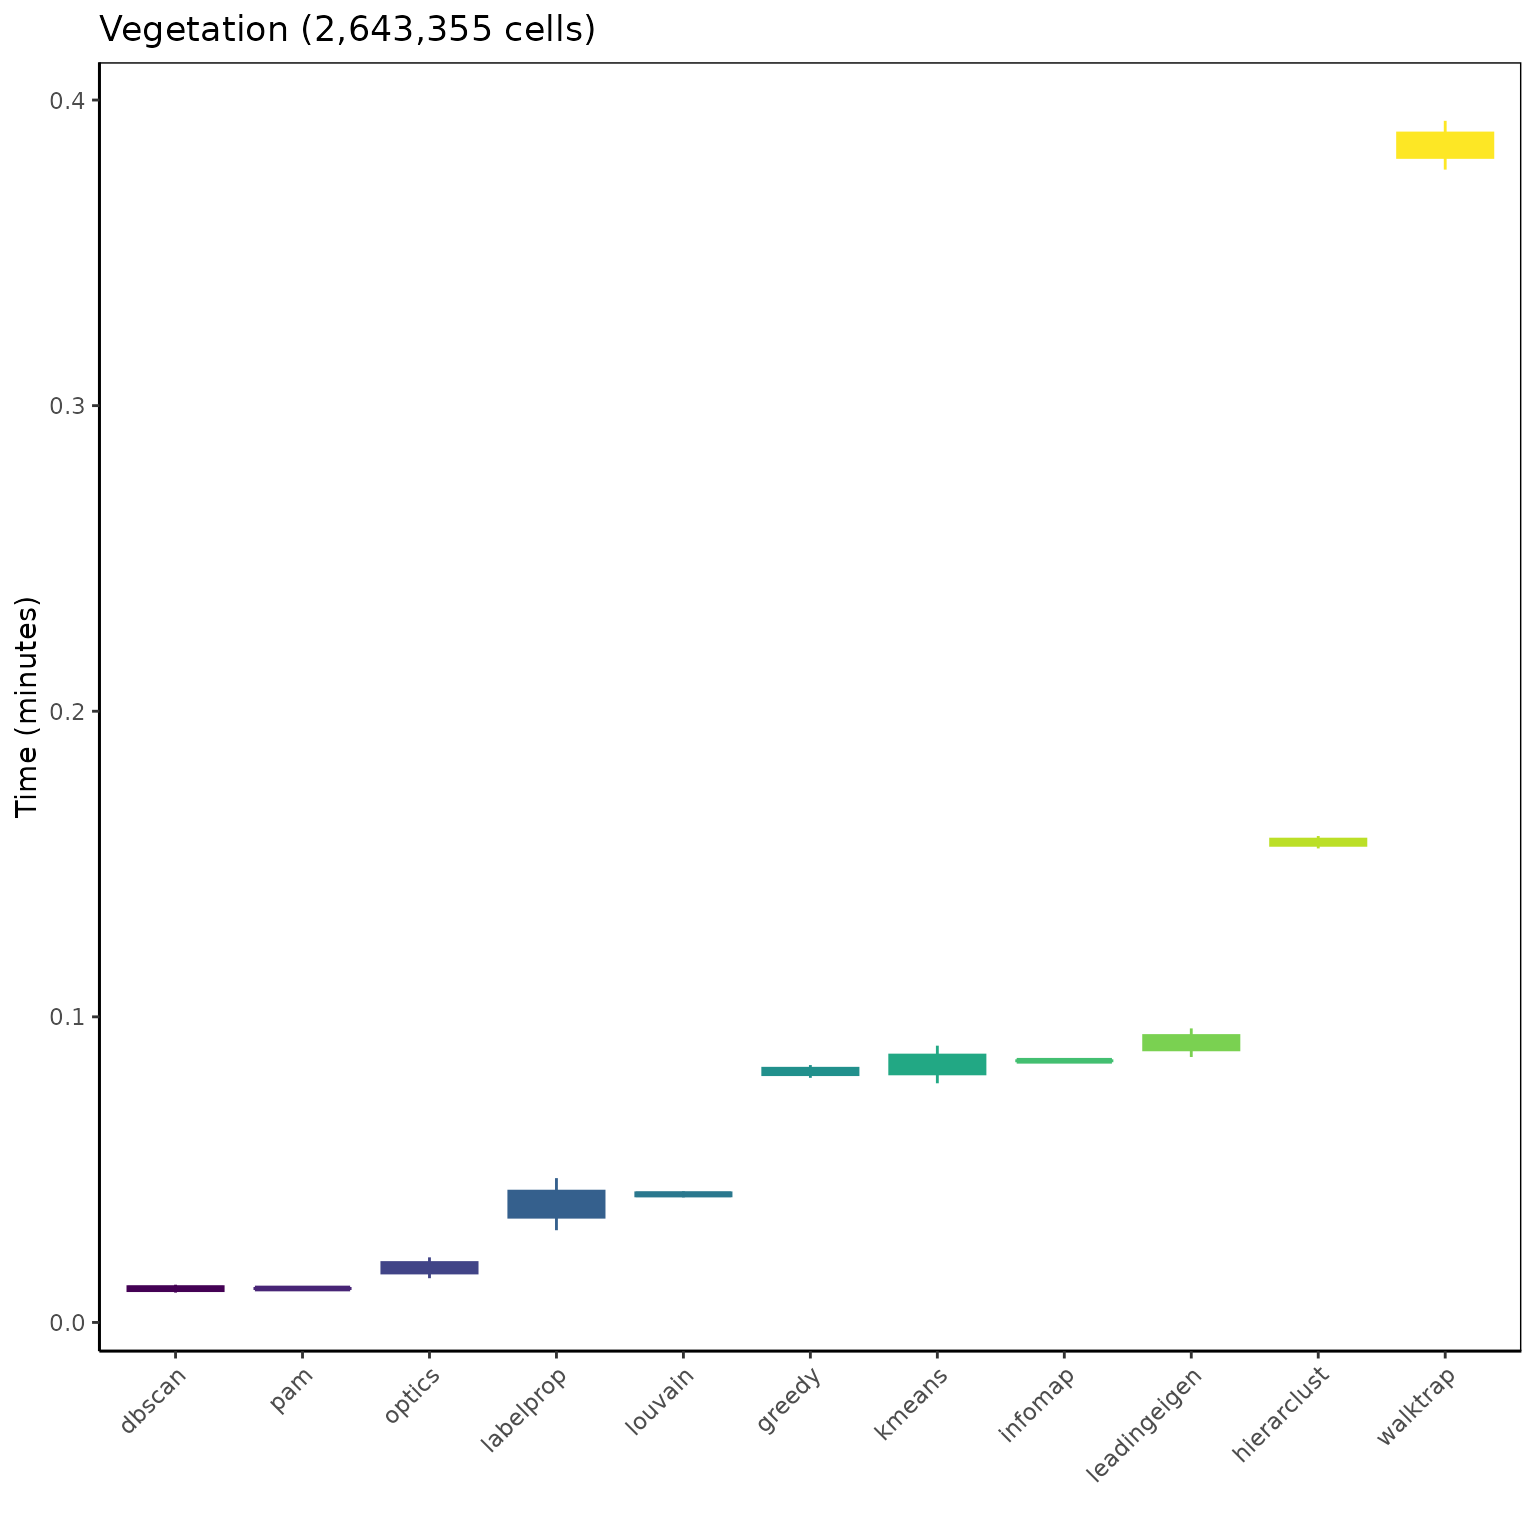 Vegetation (2,643,355 cells)
Time (minutes)
0.4
0.3
0.2
0.1
0.0
dbscan
pam
optics
labelprop
louvain
greedy
kmeans
infomap
leadingeigen
hierarclust
walktrap